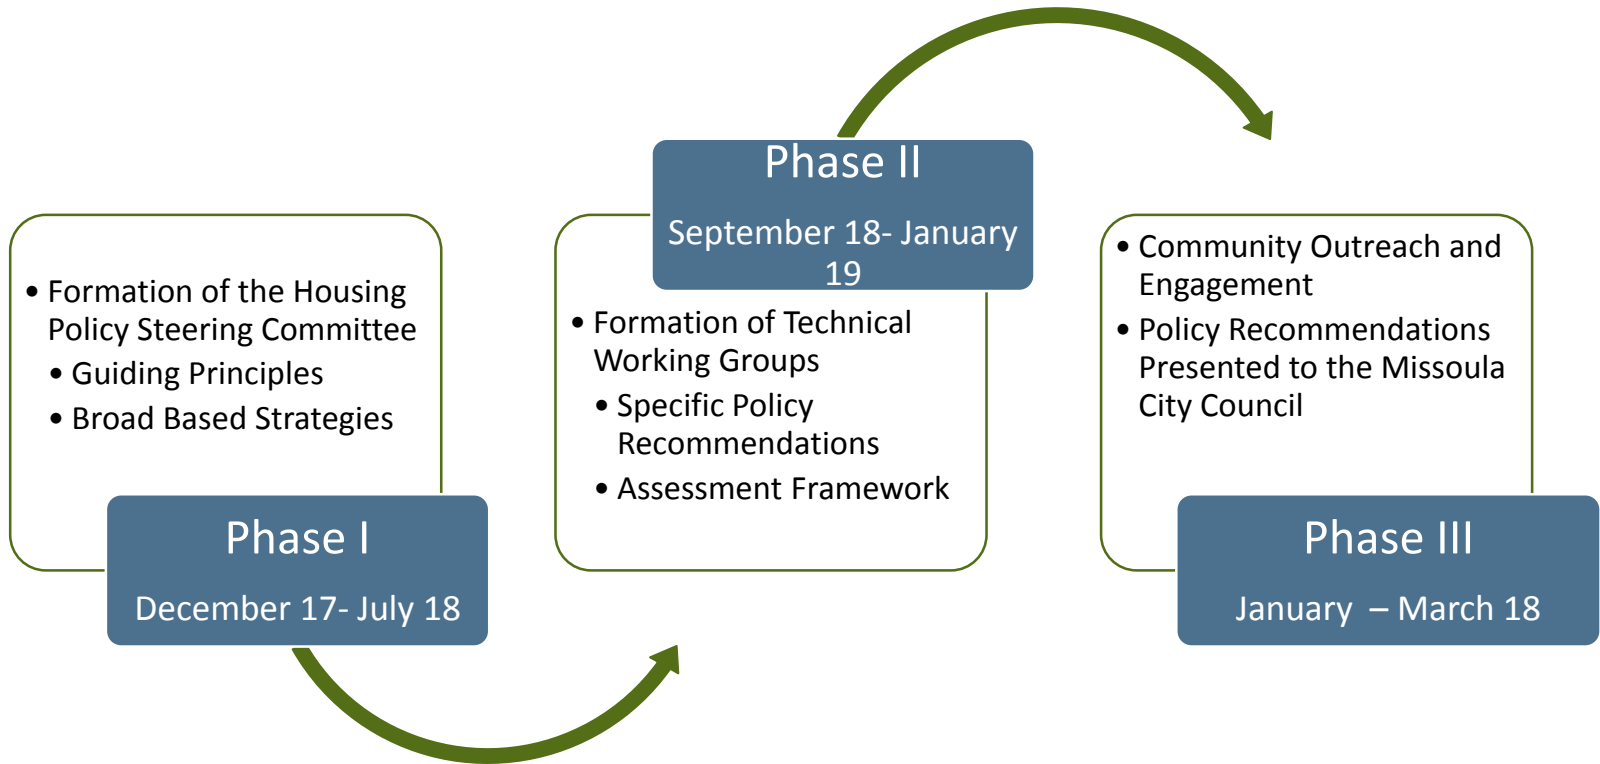 • Formation of the Housing
Policy Steering Committee
• Guiding Principles
• Broad Based Strategies
Phase I
December 17- July 18
Phase II
September 18- January
19
• Formation of Technical
Working Groups
• Specific Policy
Recommendations
• Assessment Framework
• Community Outreach and
Engagement
• Policy Recommendations
Presented to the Missoula
City Council
Phase III
January  – March 18